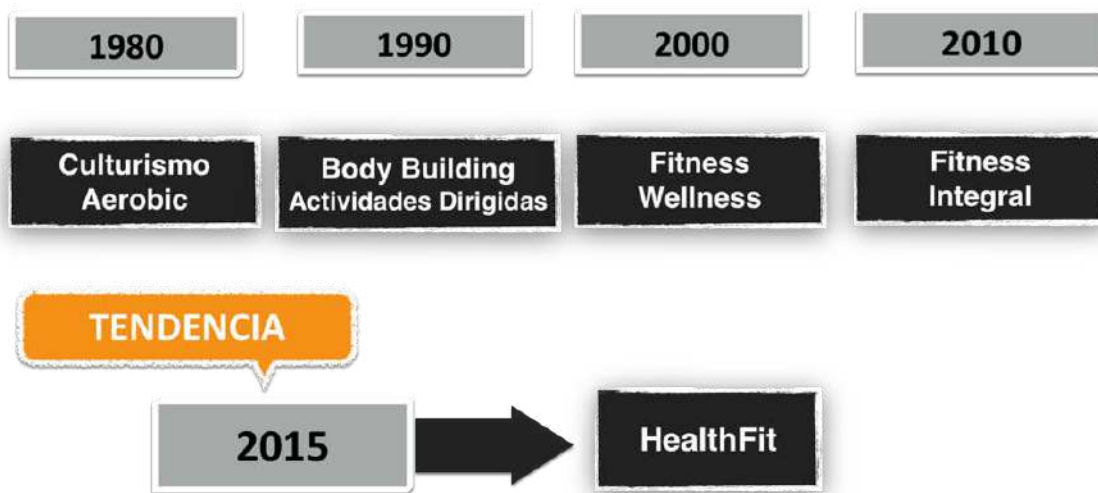 1980
1990
2000
2010
Culturismo
Aerobic
Body Building
Actividades Dirigidas
Fitness
Wellness
Fitness
Integral
TENDENCIA
2015
HealthFit